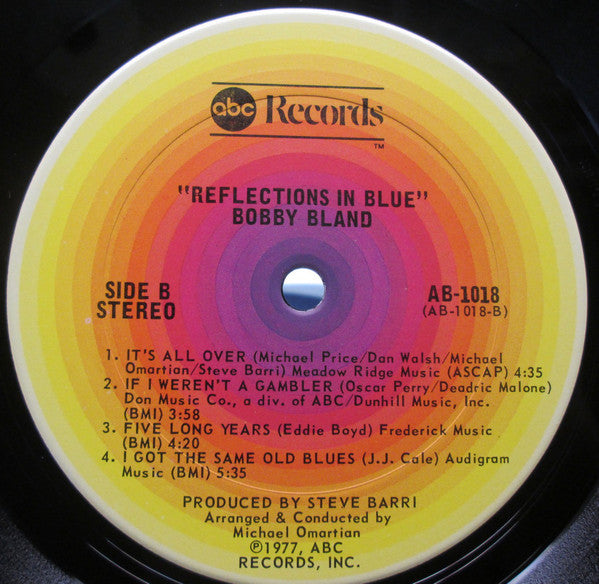 abc Records
TM
"REFLECTIONS IN BLUE"
BOBBY BLAND
SIDE B
STEREO
AB-1018
(AB-1018-B)
1. IT'S ALL OVER (Michael Price/Dan Walsh/Michael
Omartian/Steve Barri) Meadow Ridge Music (ASCAP) 4:35
2. IF I WEREN'T A GAMBLER (Oscar Perry/Deadric Malone)
Don Music Co., a div. of ABC/Dunhill Music, Inc.
(BMI) 3:58
3. FIVE LONG YEARS (Eddie Boyd) Frederick Music
(BMI) 4:20
4. I GOT THE SAME OLD BLUES (J.J. Cale) Audigram
Music (BMI) 5:35
PRODUCED BY STEVE BARRI
Arranged & Conducted by
Michael Omartian
℗1977, ABC
RECORDS, INC.